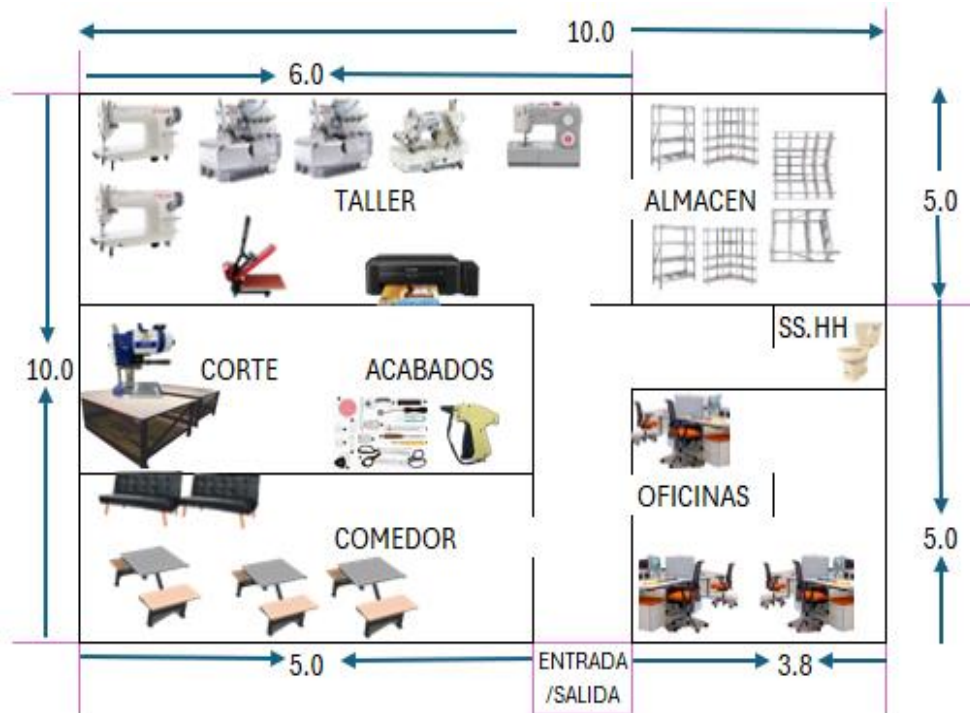 10.0
6.0
TALLER
ALMACEN
5.0
SS.HH
10.0
CORTE
ACABADOS
OFICINAS
COMEDOR
5.0
5.0
ENTRADA
/SALIDA
3.8